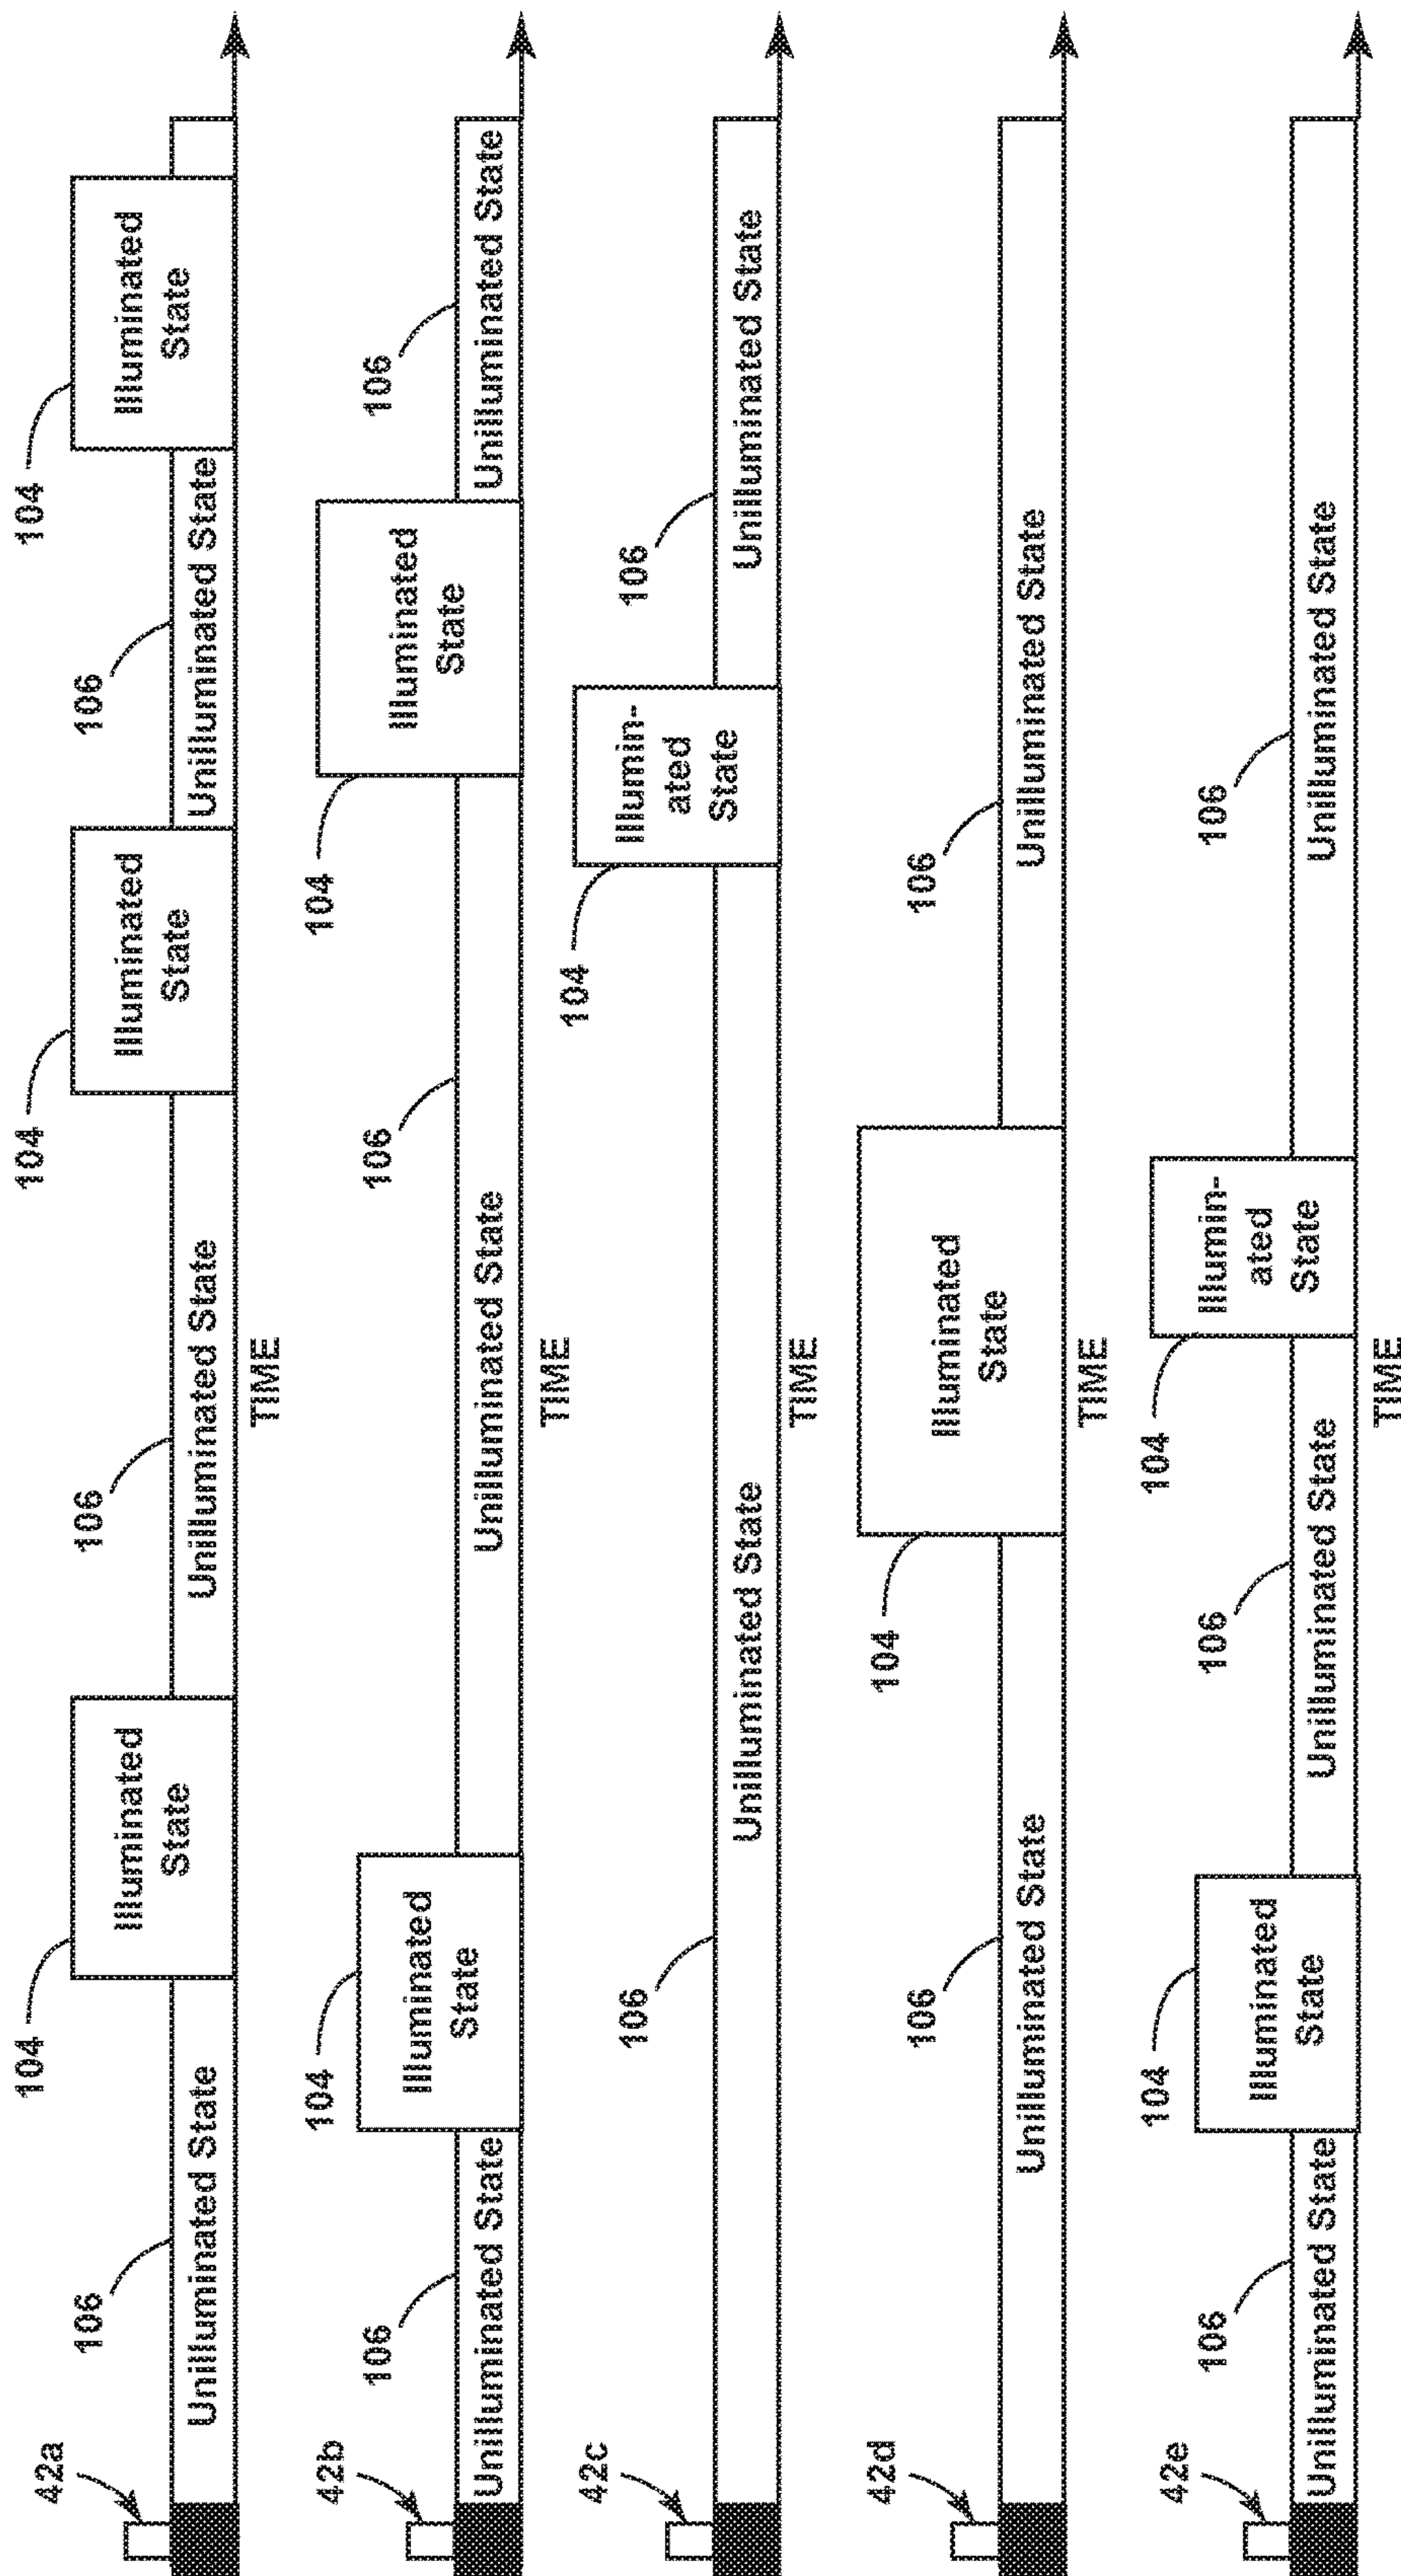 42a
106
Unilluminated State
104
Illuminated
State
106
Unilluminated State
104
Illuminated
State
106
Unilluminated State
104
Illuminated
State
TIME
42b
106
Unilluminated State
104
Illuminated
State
106
Unilluminated State
104
Illuminated
State
106
Unilluminated State
TIME
42c
106
Unilluminated State
104
Illumin-
ated
State
106
Unilluminated State
TIME
42d
106
Unilluminated State
104
Illuminated
State
106
Unilluminated State
TIME
42e
106
Unilluminated State
104
Illuminated
State
106
Unilluminated State
104
Illumin-
ated
State
106
Unilluminated State
TIME